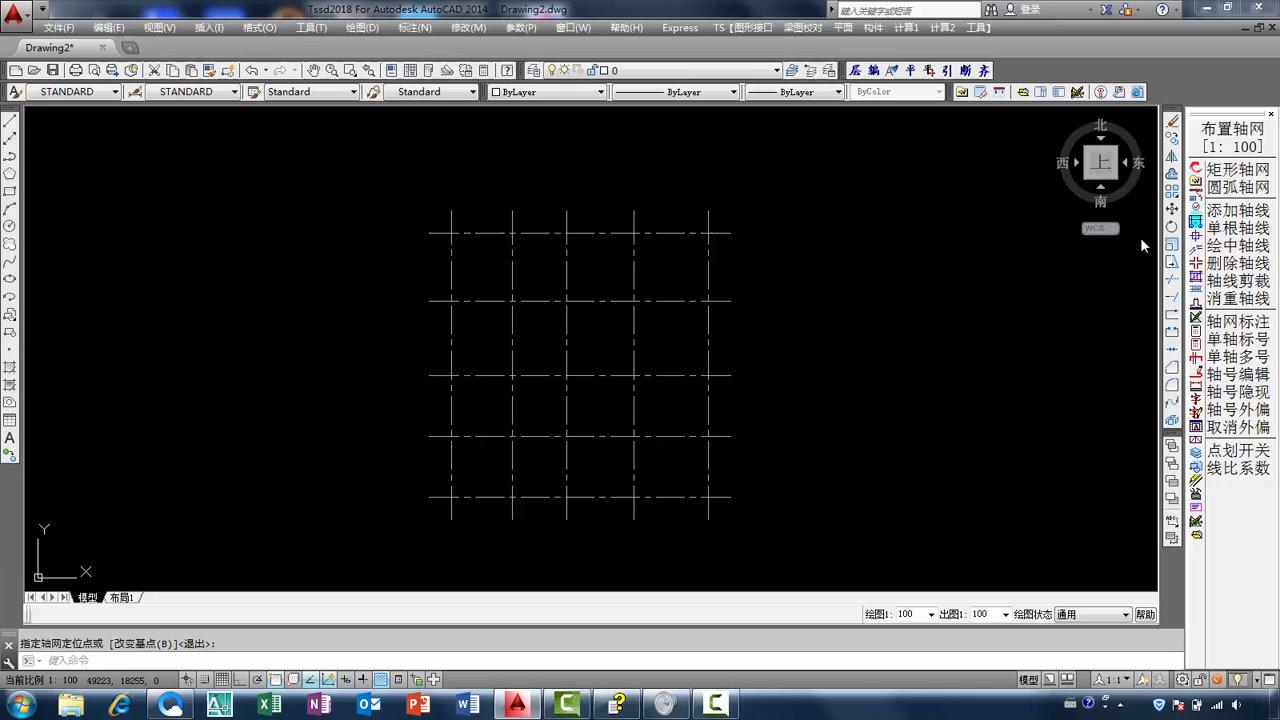 Tssd2018 For Autodesk AutoCAD 2014 Drawing2.dwg
键入关键字或短语
登录
文件(F) 编辑(E) 视图(V) 插入(I) 格式(O) 工具(T) 绘图(D) 标注(N) 修改(M) 参数(P) 窗口(W) 帮助(H) Express TS【图形接口 梁图校对 平面 构件 计算1 计算2 工具】
Drawing2*
0
STANDARD STANDARD Standard Standard ByLayer ByLayer ByLayer ByColor
北
西 上 东
南
WCS
布置轴网
[1: 100]
矩形轴网
圆弧轴网
添加轴线
单根轴线
绘中轴线
删除轴线
轴线剪裁
消重轴线
轴网标注
单轴标号
单轴多号
轴号编辑
轴号隐现
轴号外偏
取消外偏
点划开关
线比系数
Y
X
模型 布局1
绘图1: 100 出图1: 100 绘图状态 通用 帮助
指定轴网定位点或 [改变基点(B)]<退出>:
键入命令
当前比例: 100 49223, 18255, 0
模型
1:1
CH